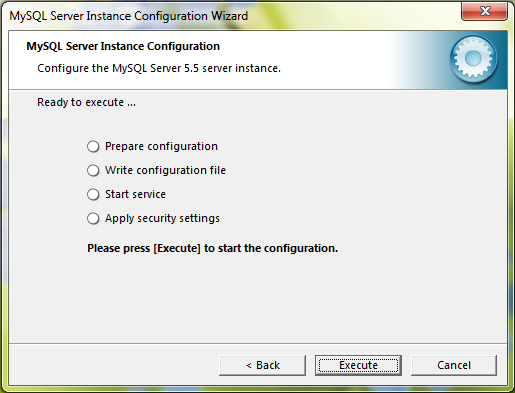 MySQL Server Instance Configuration Wizard
MySQL Server Instance Configuration
Configure the MySQL Server 5.5 server instance.
Ready to execute ...
Prepare configuration
Write configuration file
Start service
Apply security settings
Please press [Execute] to start the configuration.
< Back
Execute
Cancel